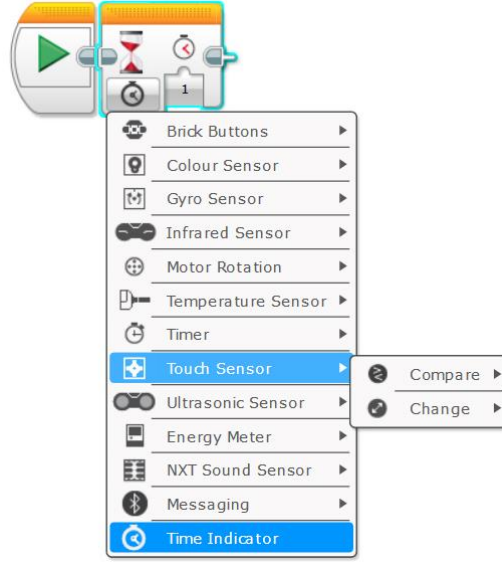 1
Brick Buttons
Colour Sensor
Gyro Sensor
Infrared Sensor
Motor Rotation
Temperature Sensor
Timer
Touch Sensor
Compare
Change
Ultrasonic Sensor
Energy Meter
NXT Sound Sensor
Messaging
Time Indicator